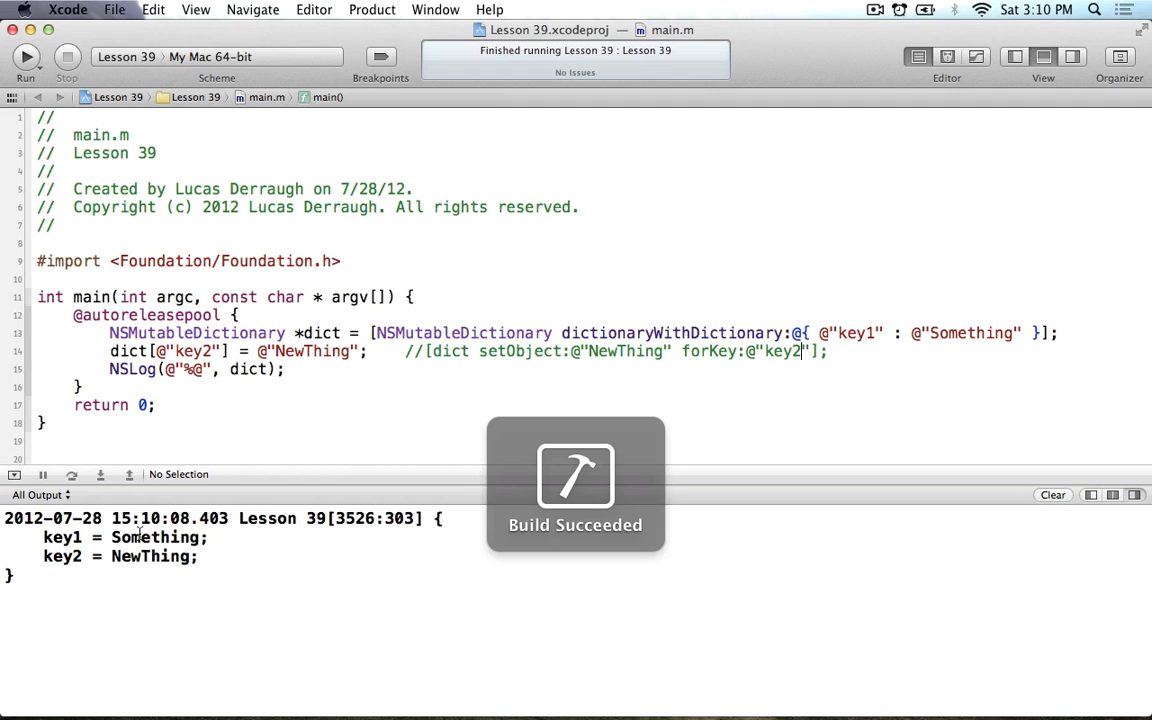 Xcode File Edit View Navigate Editor Product Window Help Sat 3:10 PM
Lesson 39.xcodeproj — main.m
Lesson 39 〉 My Mac 64-bit
Finished running Lesson 39 : Lesson 39
No Issues
Run Stop Scheme Breakpoints Editor View Organizer
Lesson 39 〉 Lesson 39 〉 main.m 〉 main()
1 //
2 // main.m
3 // Lesson 39
4 //
5 // Created by Lucas Derraugh on 7/28/12.
6 // Copyright (c) 2012 Lucas Derraugh. All rights reserved.
7 //
8
9 #import <Foundation/Foundation.h>
10
11 int main(int argc, const char * argv[]) {
12 @autoreleasepool {
13 NSMutableDictionary *dict = [NSMutableDictionary dictionaryWithDictionary:@{ @"key1" : @"Something" }];
14 dict[@"key2"] = @"NewThing"; //[dict setObject:@"NewThing" forKey:@"key2"];
15 NSLog(@"%@", dict);
16 }
17 return 0;
18 }
19
20
Build Succeeded
No Selection
All Output Clear
2012-07-28 15:10:08.403 Lesson 39[3526:303] {
key1 = Something;
key2 = NewThing;
}